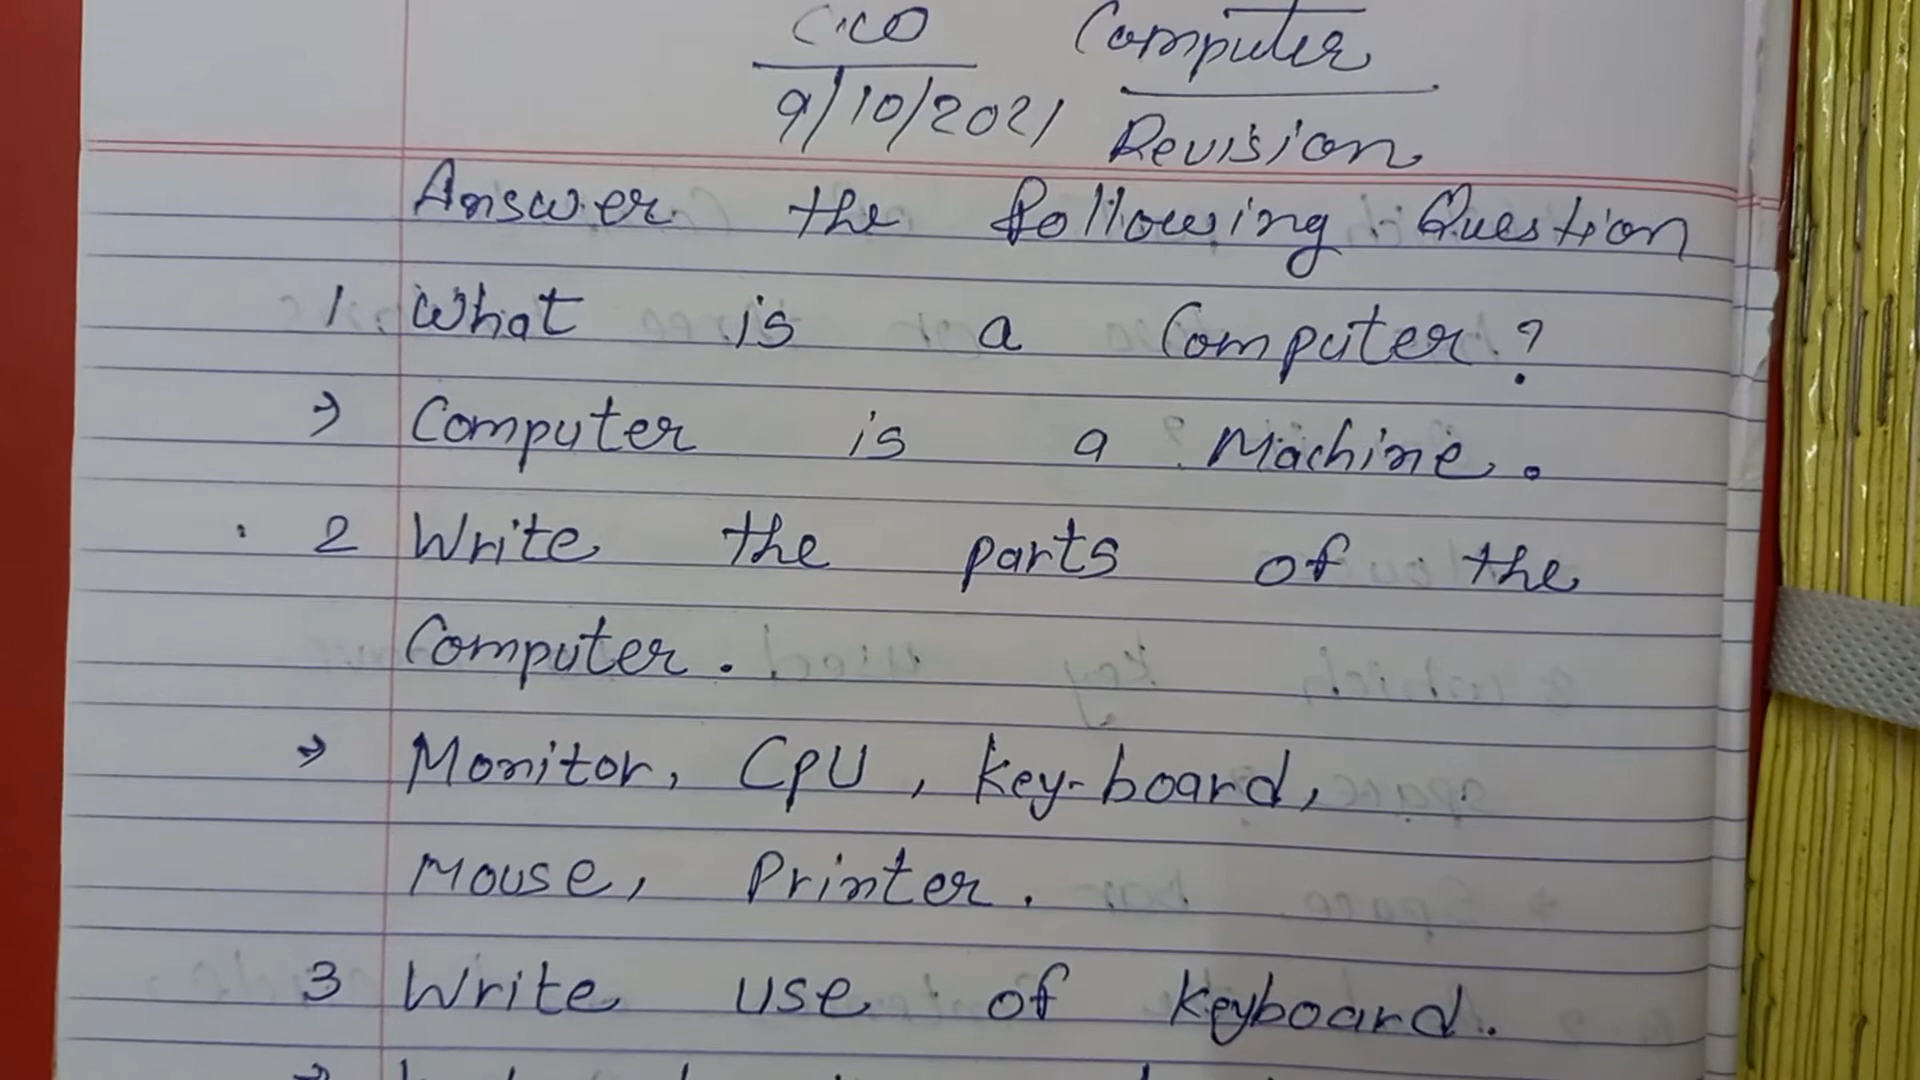 C.W
Computer
9/10/2021 Revision
Answer the following Question
1. What is a Computer?
→ Computer is a Machine.
2 Write the parts of the
Computer.
→ Monitor, CPU, key-board,
Mouse, Printer.
3 Write use of keyboard.